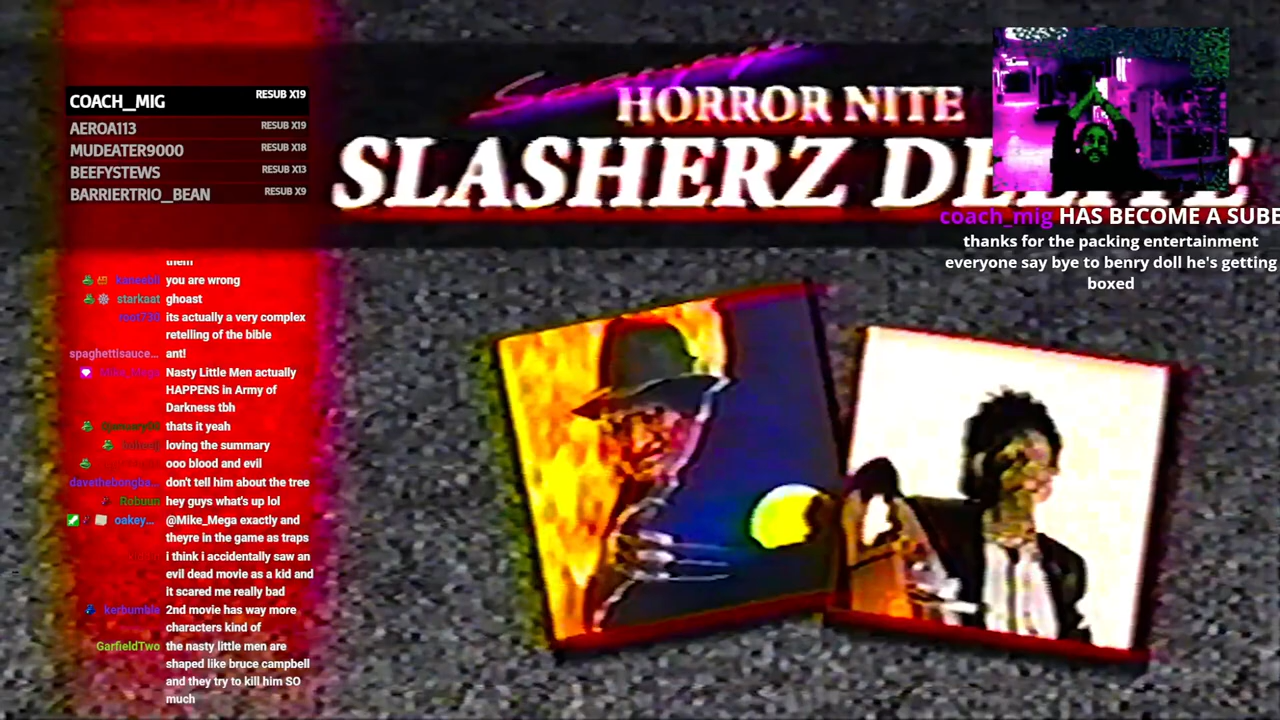 HORROR NITE
SLASHERZ DE
COACH_MIG RESUB X19
AEROA113 RESUB X19
MUDEATER9000 RESUB X18
BEEFYSTEWS RESUB X13
BARRIERTRIO_BEAN RESUB X9
coach_mig HAS BECOME A SUBE
thanks for the packing entertainment
everyone say bye to benry doll he's getting
boxed
them
you are wrong
starkaat ghoast
its actually a very complex
retelling of the bible
spaghettisauce... ant!
Mike_Mega Nasty Little Men actually
HAPPENS in Army of
Darkness tbh
thats it yeah
loving the summary
ooo blood and evil
davethebongba... don't tell him about the tree
Robuun hey guys what's up lol
oakey... @Mike_Mega exactly and
theyre in the game as traps
i think i accidentally saw an
evil dead movie as a kid and
it scared me really bad
kerbumble 2nd movie has way more
characters kind of
GarfieldTwo the nasty little men are
shaped like bruce campbell
and they try to kill him SO
much